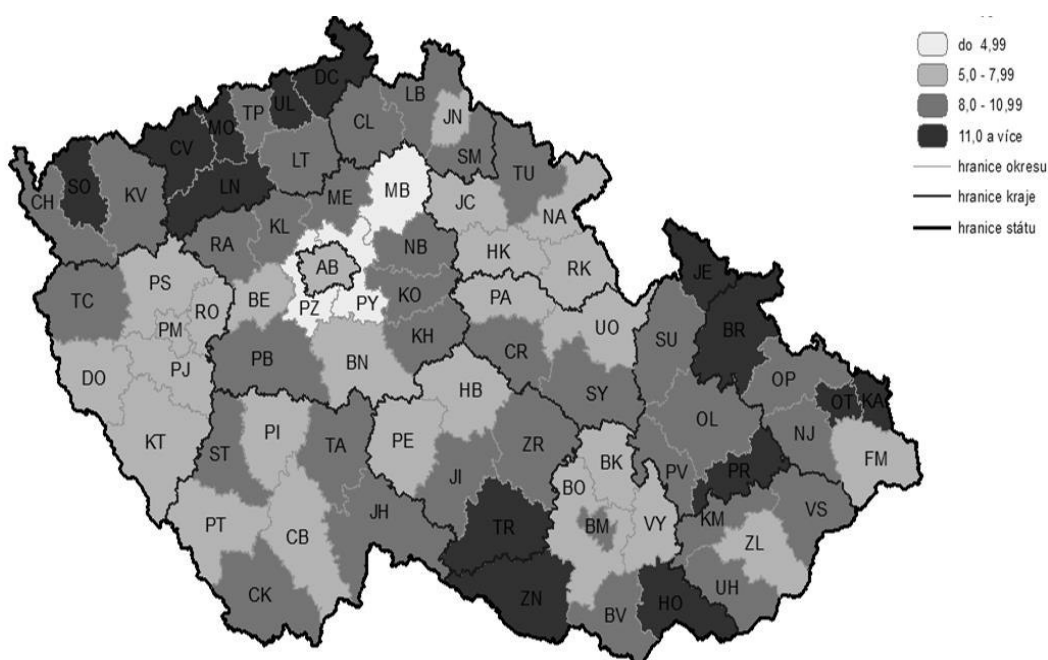 do 4,99
5,0 - 7,99
8,0 - 10,99
11,0 a více
hranice okresu
hranice kraje
hranice státu
DC
LB
UL
TP
JN
MO
CL
CV
LT
SM
TU
SO
LN
CH
KV
ME
MB
JC
NA
KL
RA
NB
HK
AB
RK
JE
TC
PS
BE
KO
PA
RO
PZ
PY
PM
UO
BR
KH
SU
PB
BN
CR
DO
PJ
OP
HB
SY
OT
KA
KT
ST
PI
TA
PE
ZR
OL
NJ
FM
BK
JI
BO
PV
PR
PT
CB
JH
TR
BM
VY
KM
VS
ZL
CK
ZN
BV
HO
UH